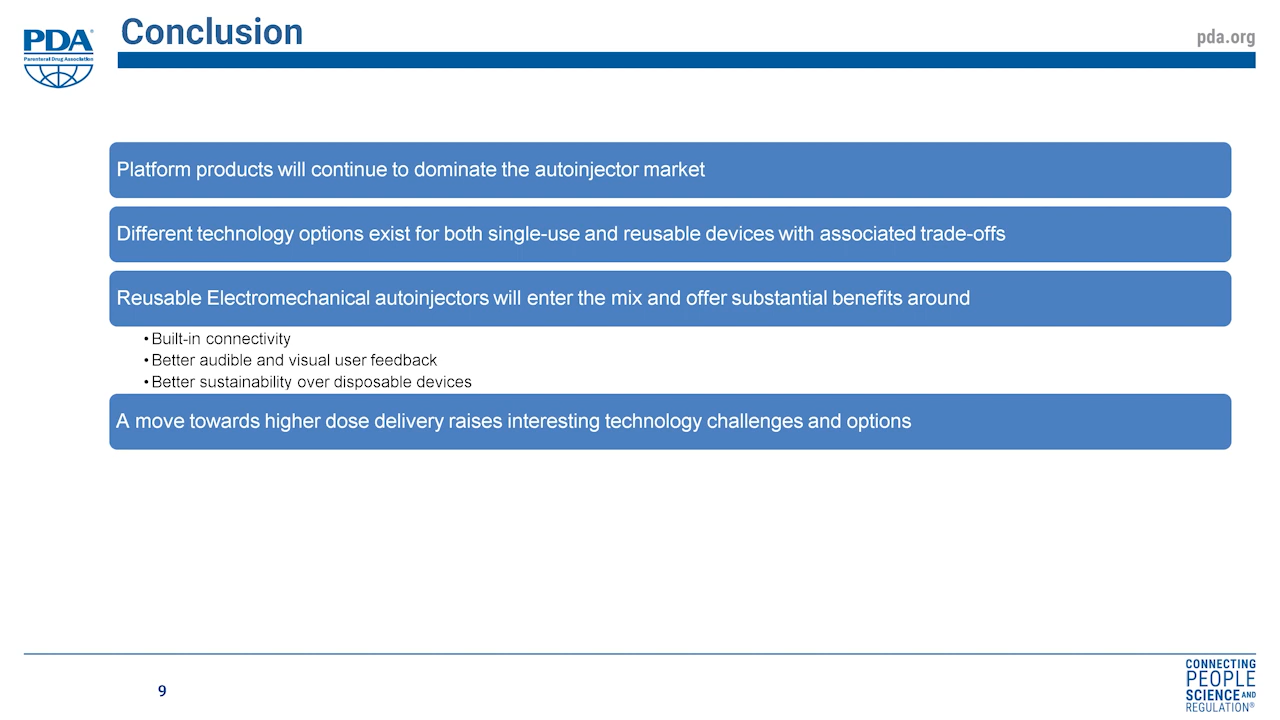 PDA®
Parenteral Drug Association
Conclusion
pda.org
Platform products will continue to dominate the autoinjector market
Different technology options exist for both single-use and reusable devices with associated trade-offs
Reusable Electromechanical autoinjectors will enter the mix and offer substantial benefits around
• Built-in connectivity
• Better audible and visual user feedback
• Better sustainability over disposable devices
A move towards higher dose delivery raises interesting technology challenges and options
9
CONNECTING
PEOPLE
SCIENCE AND
REGULATION®